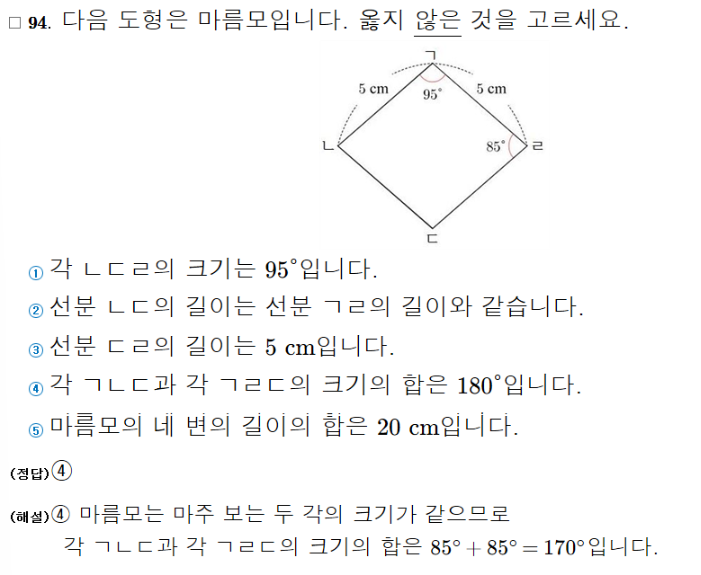 □ 94. 다음 도형은 마름모입니다. 옳지 않은 것을 고르세요.
ㄱ
5 cm 95° 5 cm
ㄴ 85° ㄹ
ㄷ
① 각 ㄴㄷㄹ의 크기는 95°입니다.
② 선분 ㄴㄷ의 길이는 선분 ㄱㄹ의 길이와 같습니다.
③ 선분 ㄷㄹ의 길이는 5 cm입니다.
④ 각 ㄱㄴㄷ과 각 ㄱㄹㄷ의 크기의 합은 180°입니다.
⑤ 마름모의 네 변의 길이의 합은 20 cm입니다.
(정답)④
(해설)④ 마름모는 마주 보는 두 각의 크기가 같으므로
각 ㄱㄴㄷ과 각 ㄱㄹㄷ의 크기의 합은 85°+85°=170°입니다.